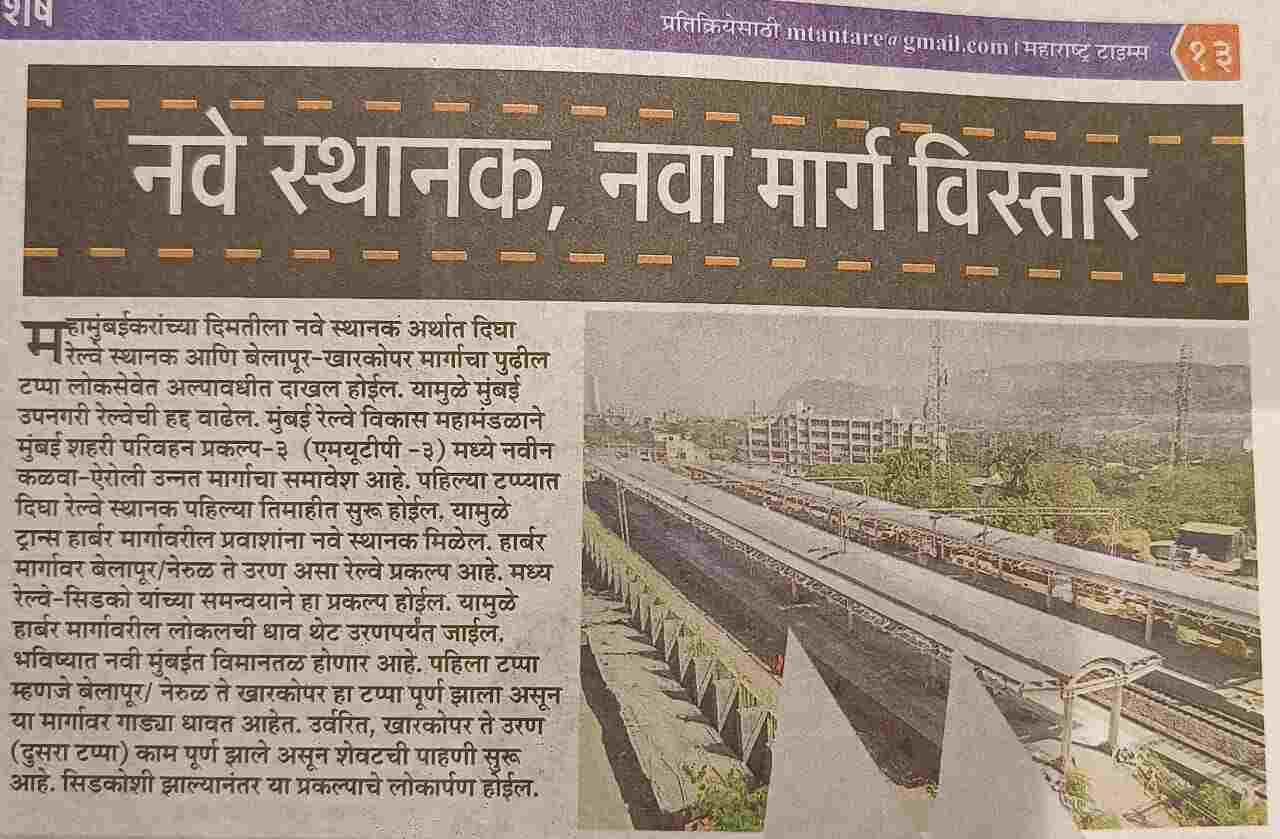 शेष
प्रतिक्रियेसाठी mtantare@gmail.com।महाराष्ट्र टाइम्स
१३
नवे स्थानक, नवा मार्ग विस्तार
महामुंबईकरांच्या दिमतीला नवे स्थानक अर्थात दिघा
रेल्वे स्थानक आणि बेलापूर-खारकोपर मार्गाचा पुढील
टप्पा लोकसेवेत अल्पावधीत दाखल होईल. यामुळे मुंबई
उपनगरी रेल्वेची हद्द वाढेल. मुंबई रेल्वे विकास महामंडळाने
मुंबई शहरी परिवहन प्रकल्प-३ (एमयूटीपी -३) मध्ये नवीन
कळवा-ऐरोली उन्नत मार्गाचा समावेश आहे. पहिल्या टप्प्यात
दिघा रेल्वे स्थानक पहिल्या तिमाहीत सुरू होईल. यामुळे
ट्रान्स हार्बर मार्गावरील प्रवाशांना नवे स्थानक मिळेल. हार्बर
मार्गावर बेलापूर/नेरुळ ते उरण असा रेल्वे प्रकल्प आहे. मध्य
रेल्वे-सिडको यांच्या समन्वयाने हा प्रकल्प होईल. यामुळे
हार्बर मार्गावरील लोकलची धाव थेट उरणपर्यंत जाईल.
भविष्यात नवी मुंबईत विमानतळ होणार आहे. पहिला टप्पा
म्हणजे बेलापूर/ नेरुळ ते खारकोपर हा टप्पा पूर्ण झाला असून
या मार्गावर गाड्या धावत आहेत. उर्वरित, खारकोपर ते उरण
(दुसरा टप्पा) काम पूर्ण झाले असून शेवटची पाहणी सुरू
आहे. सिडकोशी झाल्यानंतर या प्रकल्पाचे लोकार्पण होईल.